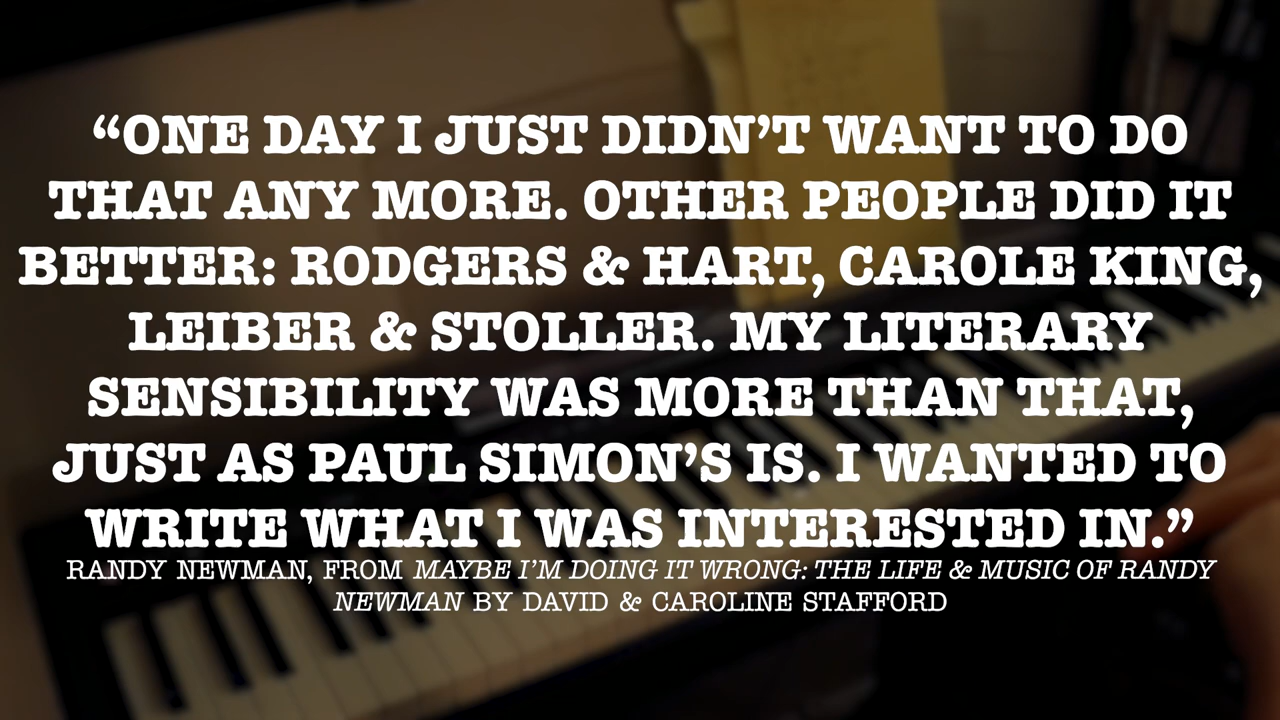 “ONE DAY I JUST DIDN’T WANT TO DO
THAT ANY MORE. OTHER PEOPLE DID IT
BETTER: RODGERS & HART, CAROLE KING,
LEIBER & STOLLER. MY LITERARY
SENSIBILITY WAS MORE THAN THAT,
JUST AS PAUL SIMON’S IS. I WANTED TO
WRITE WHAT I WAS INTERESTED IN.”
RANDY NEWMAN, FROM MAYBE I’M DOING IT WRONG: THE LIFE & MUSIC OF RANDY
NEWMAN BY DAVID & CAROLINE STAFFORD